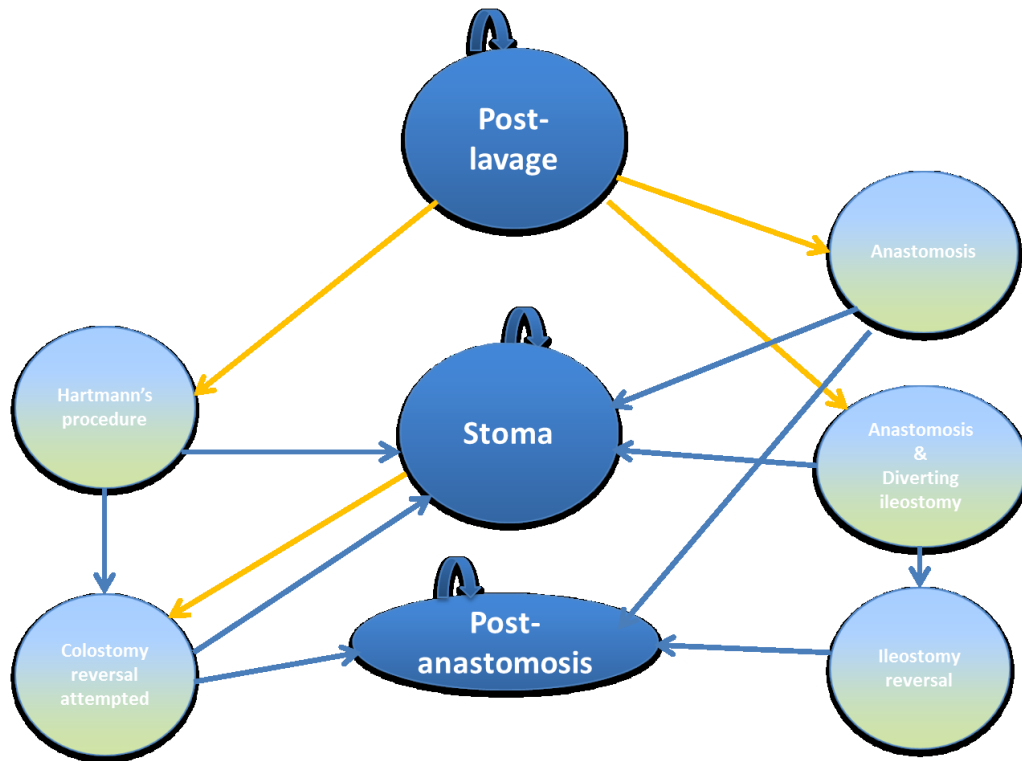 Post-
lavage
Anastomosis
Hartmann's
procedure
Stoma
Anastomosis
&
Diverting
ileostomy
Colostomy
reversal
attempted
Post-
anastomosis
Ileostomy
reversal